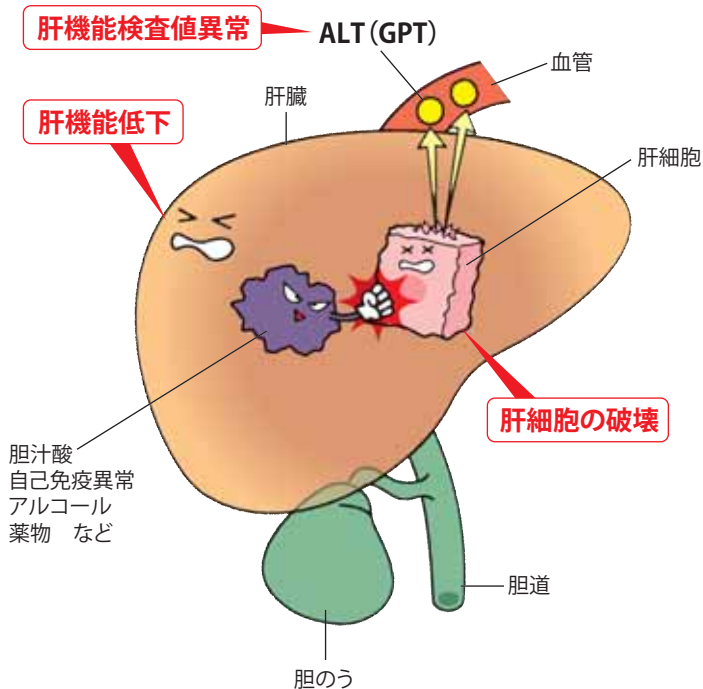 肝機能検査値異常
ALT（GPT）
血管
肝臓
肝機能低下
肝細胞
肝細胞の破壊
胆汁酸
自己免疫異常
アルコール
薬物　など
胆道
胆のう